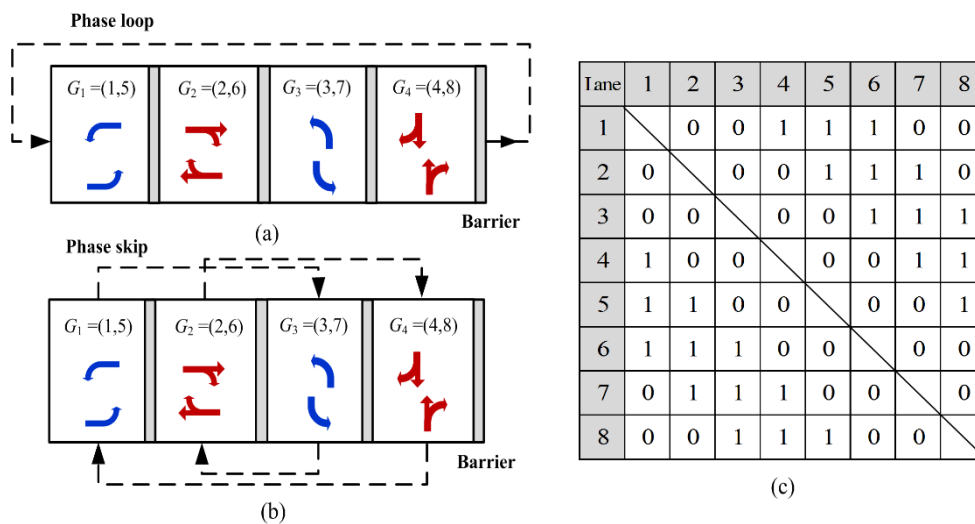 Phase loop
G1 =(1,5) G2 =(2,6) G3 =(3,7) G4 =(4,8)
Barrier
(a)
Phase skip
G1 =(1,5) G2 =(2,6) G3 =(3,7) G4 =(4,8)
Barrier
(b)
Lane 1 2 3 4 5 6 7 8
1 0 0 1 1 1 0 0
2 0 0 0 1 1 1 0
3 0 0 0 0 1 1 1
4 1 0 0 0 0 1 1
5 1 1 0 0 0 0 1
6 1 1 1 0 0 0 0
7 0 1 1 1 0 0 0
8 0 0 1 1 1 0 0
(c)